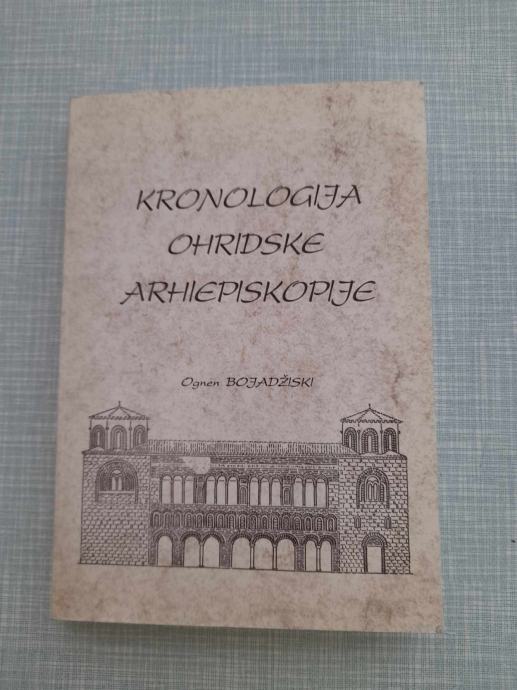 KRONOLOGIJA
OHRIDSKE
ARHIEPISKOPIJE
Ognen BOJADŽISKI